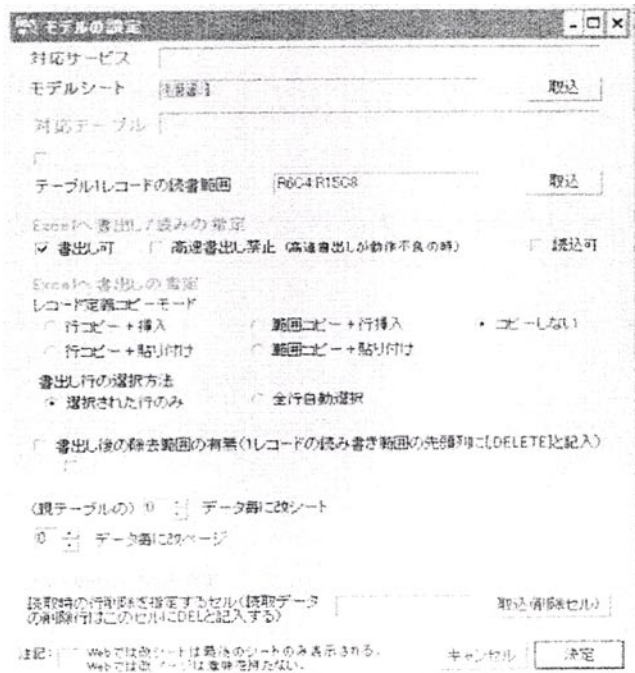 モデルの設定
対応サービス
モデルシート
取込
対応テーブル
テーブル1レコードの読書範囲 R6C4:R15C8 取込
Excelへ書出し/読みの指定
書出し可 高速書出し禁止 (高速書出しが動作不良の時) 読込可
Excelへ書出しの指定
レコード定義コピーモード
行コピー+挿入 範囲コピー+行挿入 コピーしない
行コピー+貼り付け 範囲コピー+貼り付け
書出し行の選択方法
選択された行のみ 全行自動選択
書出し後の除去範囲の有無(1レコードの読み書き範囲の先頭列に[DELETE]と記入)
(親テーブルの) 0 データ毎に改シート
0 データ毎に改ページ
読取時の行削除を指定するセル(読取データ
の削除行はこのセルにDELと記入する)
取込(削除セル)
注記: Webでは改シートは最後のシートのみ表示される。
Webでは改ページは意味を持たない。
キャンセル 決定